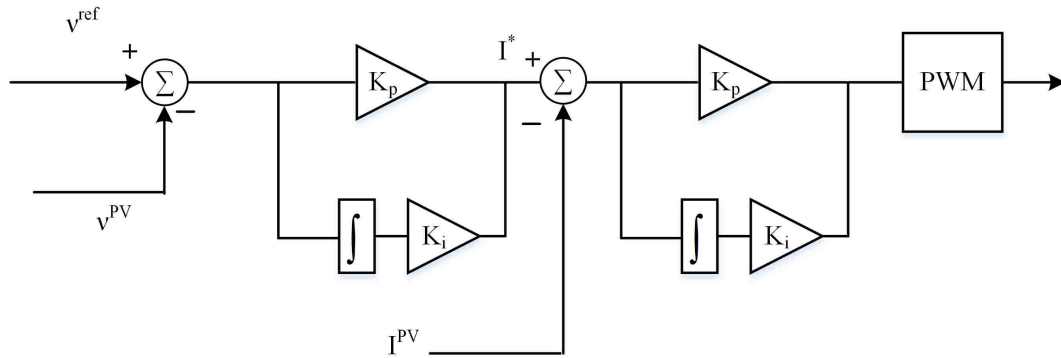 v^ref
+
Σ
−
v^PV
K_p
∫
K_i
I^*
+
Σ
−
I^PV
K_p
∫
K_i
PWM